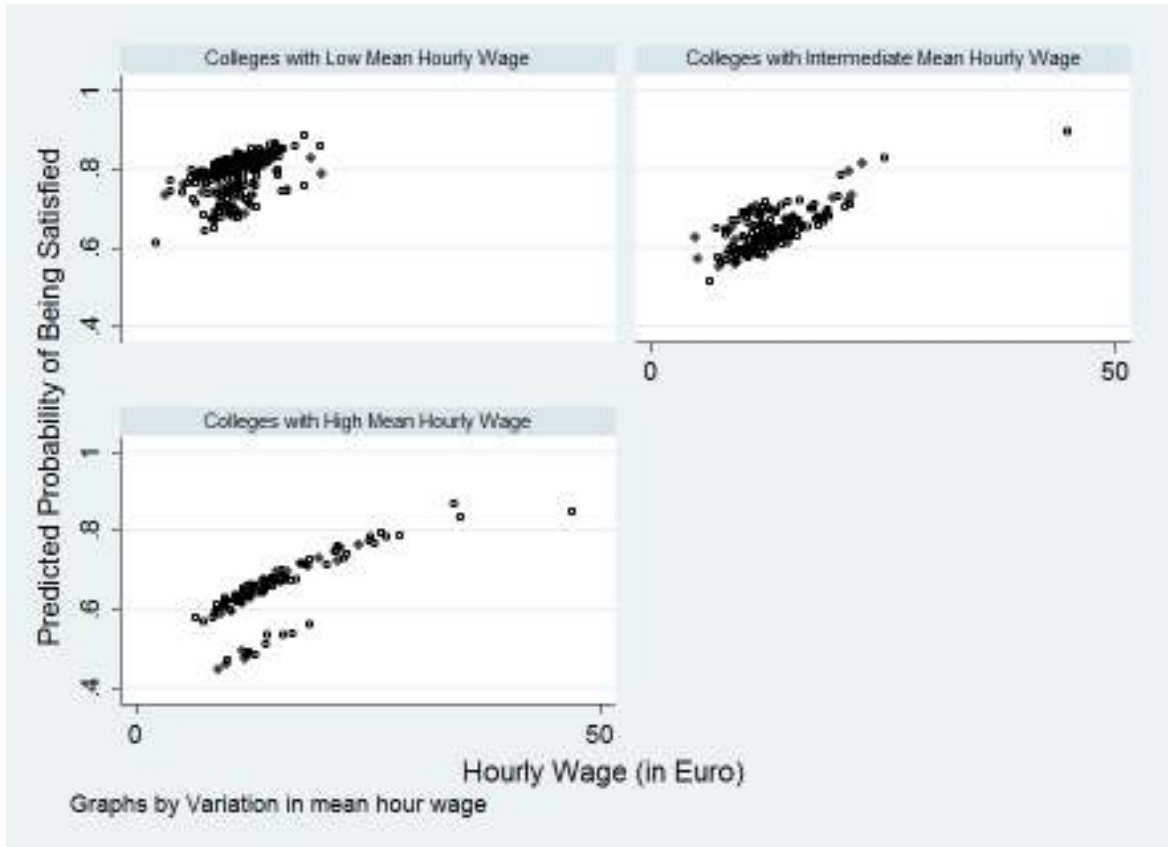 Colleges with Low Mean Hourly Wage
Colleges with Intermediate Mean Hourly Wage
1
.8
.6
.4
0
50
Colleges with High Mean Hourly Wage
1
.8
.6
.4
0
50
Predicted Probability of Being Satisfied
Hourly Wage (in Euro)
Graphs by Variation in mean hour wage